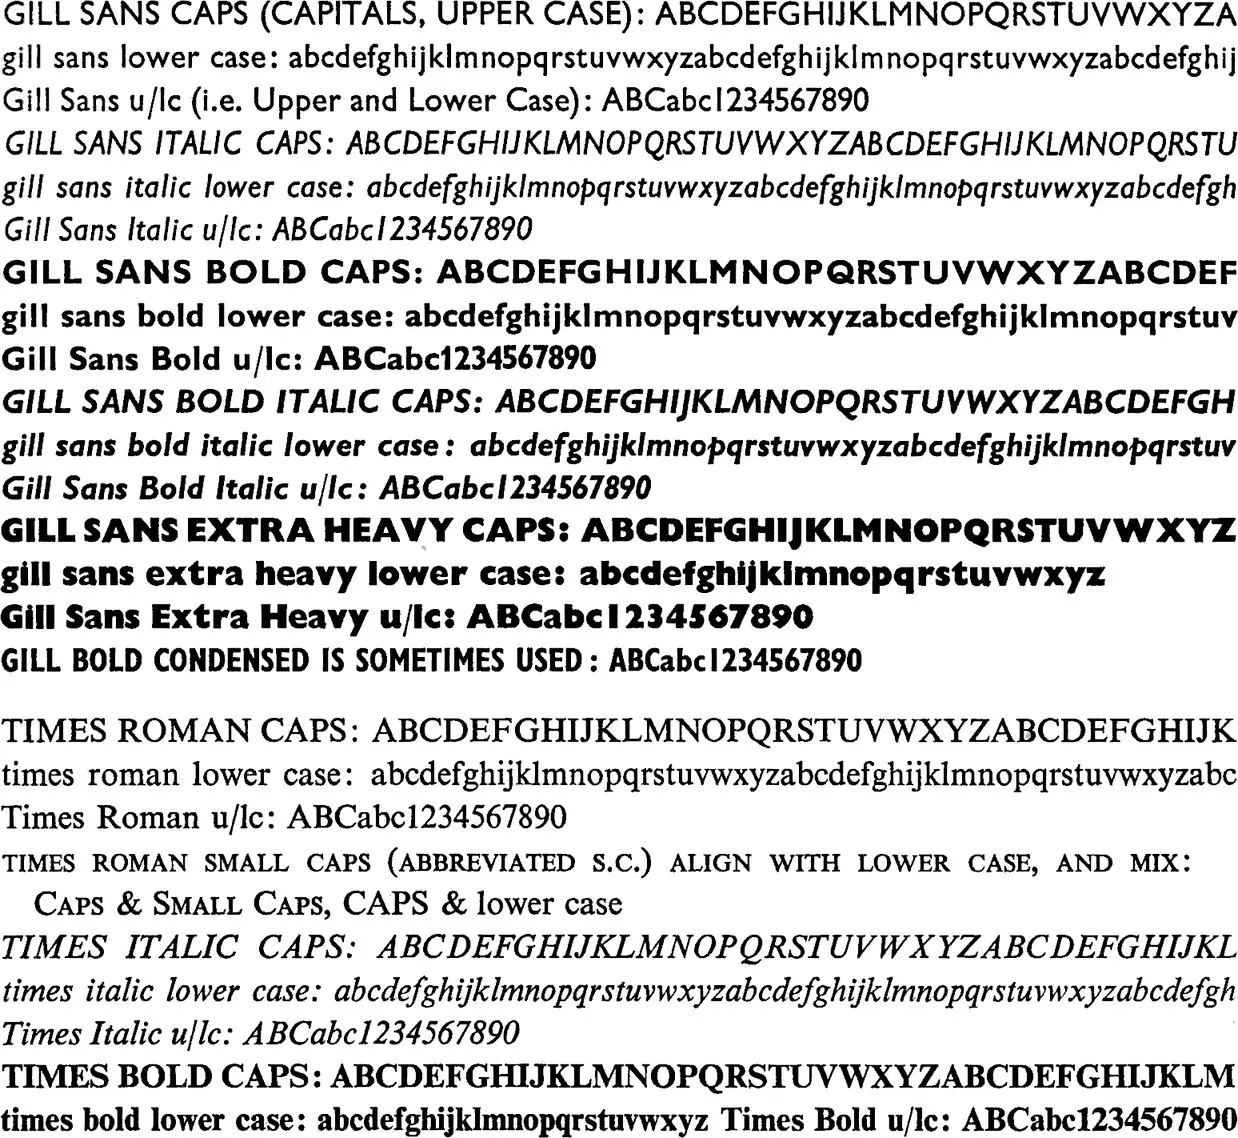 GILL SANS CAPS (CAPITALS, UPPER CASE): ABCDEFGHIJKLMNOPQRSTUVWXYZA
gill sans lower case: abcdefghijklmnopqrstuvwxyzabcdefghijklmnopqrstuvwxyzabcdefghij
Gill Sans u/lc (i.e. Upper and Lower Case): ABCabc1234567890
GILL SANS ITALIC CAPS: ABCDEFGHIJKLMNOPQRSTUVWXYZABCDEFGHIJKLMNOPQRSTU
gill sans italic lower case: abcdefghijklmnopqrstuvwxyzabcdefghijklmnopqrstuvwxyzabcdefgh
Gill Sans Italic u/lc: ABCabc1234567890
GILL SANS BOLD CAPS: ABCDEFGHIJKLMNOPQRSTUVWXYZABCDEF
gill sans bold lower case: abcdefghijklmnopqrstuvwxyzabcdefghijklmnopqrstuv
Gill Sans Bold u/lc: ABCabc1234567890
GILL SANS BOLD ITALIC CAPS: ABCDEFGHIJKLMNOPQRSTUVWXYZABCDEFGH
gill sans bold italic lower case: abcdefghijklmnopqrstuvwxyzabcdefghijklmnopqrstuv
Gill Sans Bold Italic u/lc: ABCabc1234567890
GILL SANS EXTRA HEAVY CAPS: ABCDEFGHIJKLMNOPQRSTUVWXYZ
gill sans extra heavy lower case: abcdefghijklmnopqrstuvwxyz
Gill Sans Extra Heavy u/lc: ABCabc1234567890
GILL BOLD CONDENSED IS SOMETIMES USED: ABCabc1234567890
TIMES ROMAN CAPS: ABCDEFGHIJKLMNOPQRSTUVWXYZABCDEFGHIJK
times roman lower case: abcdefghijklmnopqrstuvwxyzabcdefghijklmnopqrstuvwxyzabc
Times Roman u/lc: ABCabc1234567890
TIMES ROMAN SMALL CAPS (ABBREVIATED S.C.) ALIGN WITH LOWER CASE, AND MIX:
CAPS & SMALL CAPS, CAPS & lower case
TIMES ITALIC CAPS: ABCDEFGHIJKLMNOPQRSTUVWXYZABCDEFGHIJKL
times italic lower case: abcdefghijklmnopqrstuvwxyzabcdefghijklmnopqrstuvwxyzabcdefgh
Times Italic u/lc: ABCabc1234567890
TIMES BOLD CAPS: ABCDEFGHIJKLMNOPQRSTUVWXYZABCDEFGHIJKLM
times bold lower case: abcdefghijklmnopqrstuvwxyz Times Bold u/lc: ABCabc1234567890